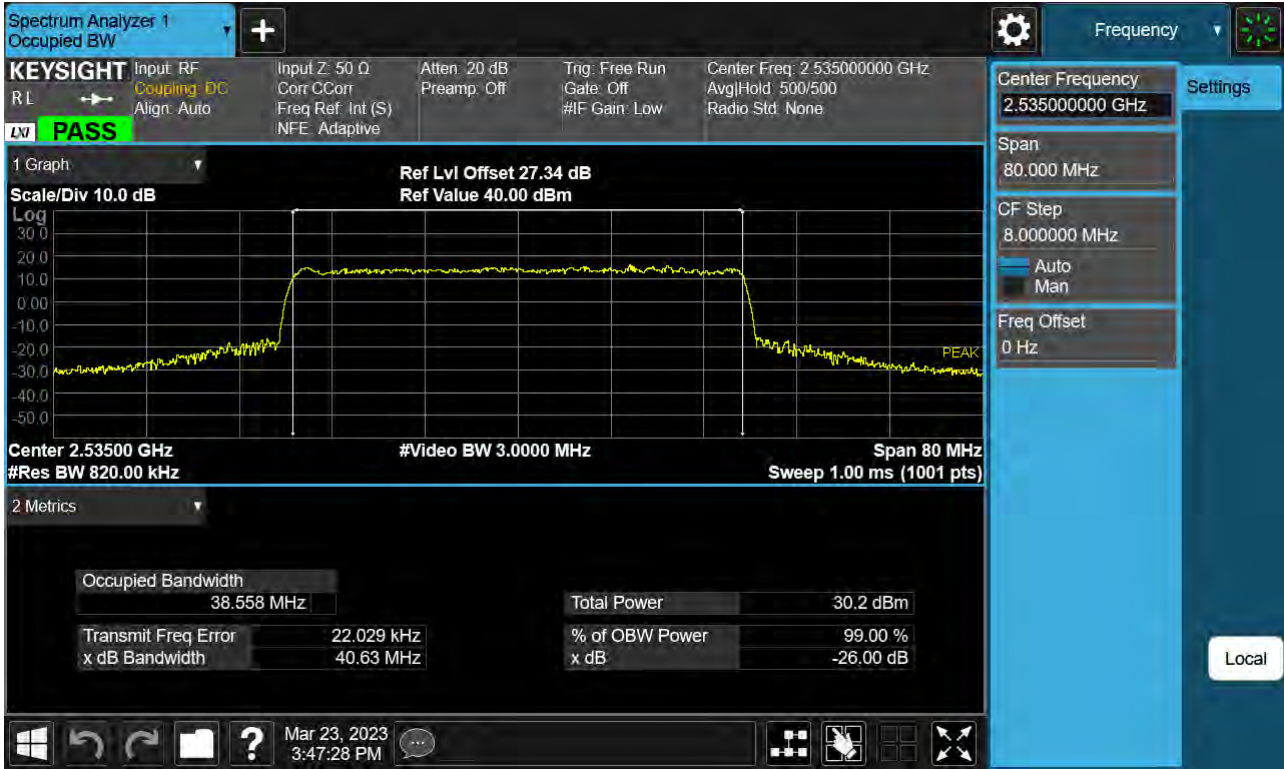 Spectrum Analyzer 1
Occupied BW
+
Frequency
KEYSIGHT
R L
LXI
PASS
Input: RF
Coupling: DC
Align: Auto
Input Z: 50 Ω
Corr CCorr
Freq Ref: Int (S)
NFE: Adaptive
Atten: 20 dB
Preamp: Off
Trig: Free Run
Gate: Off
#IF Gain: Low
Center Freq: 2.535000000 GHz
Avg|Hold: 500/500
Radio Std: None
1 Graph
Scale/Div 10.0 dB
Ref Lvl Offset 27.34 dB
Ref Value 40.00 dBm
Log
30.0
20.0
10.0
0.00
-10.0
-20.0
-30.0
-40.0
-50.0
PEAK
Center 2.53500 GHz
#Video BW 3.0000 MHz
Span 80 MHz
#Res BW 820.00 kHz
Sweep 1.00 ms (1001 pts)
2 Metrics
Occupied Bandwidth
38.558 MHz
Total Power 30.2 dBm
Transmit Freq Error 22.029 kHz
% of OBW Power 99.00 %
x dB Bandwidth 40.63 MHz
x dB -26.00 dB
Center Frequency
2.535000000 GHz
Span
80.000 MHz
CF Step
8.000000 MHz
Auto
Man
Freq Offset
0 Hz
Settings
Local
?
Mar 23, 2023
3:47:28 PM